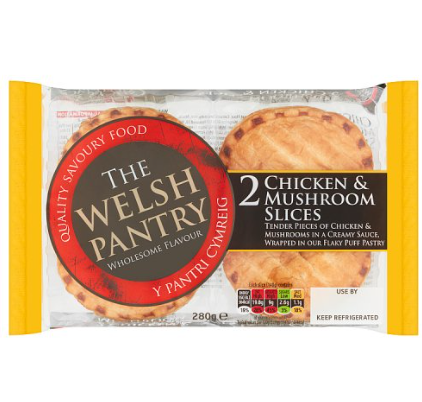 QUALITY SAVOURY FOOD
THE
WELSH
PANTRY
WHOLESOME FLAVOUR
Y PANTRI CYMREIG
2 CHICKEN &
MUSHROOM
SLICES
TENDER PIECES OF CHICKEN &
MUSHROOMS IN A CREAMY SAUCE,
WRAPPED IN OUR FLAKY PUFF PASTRY
280g e
USE BY
KEEP REFRIGERATED